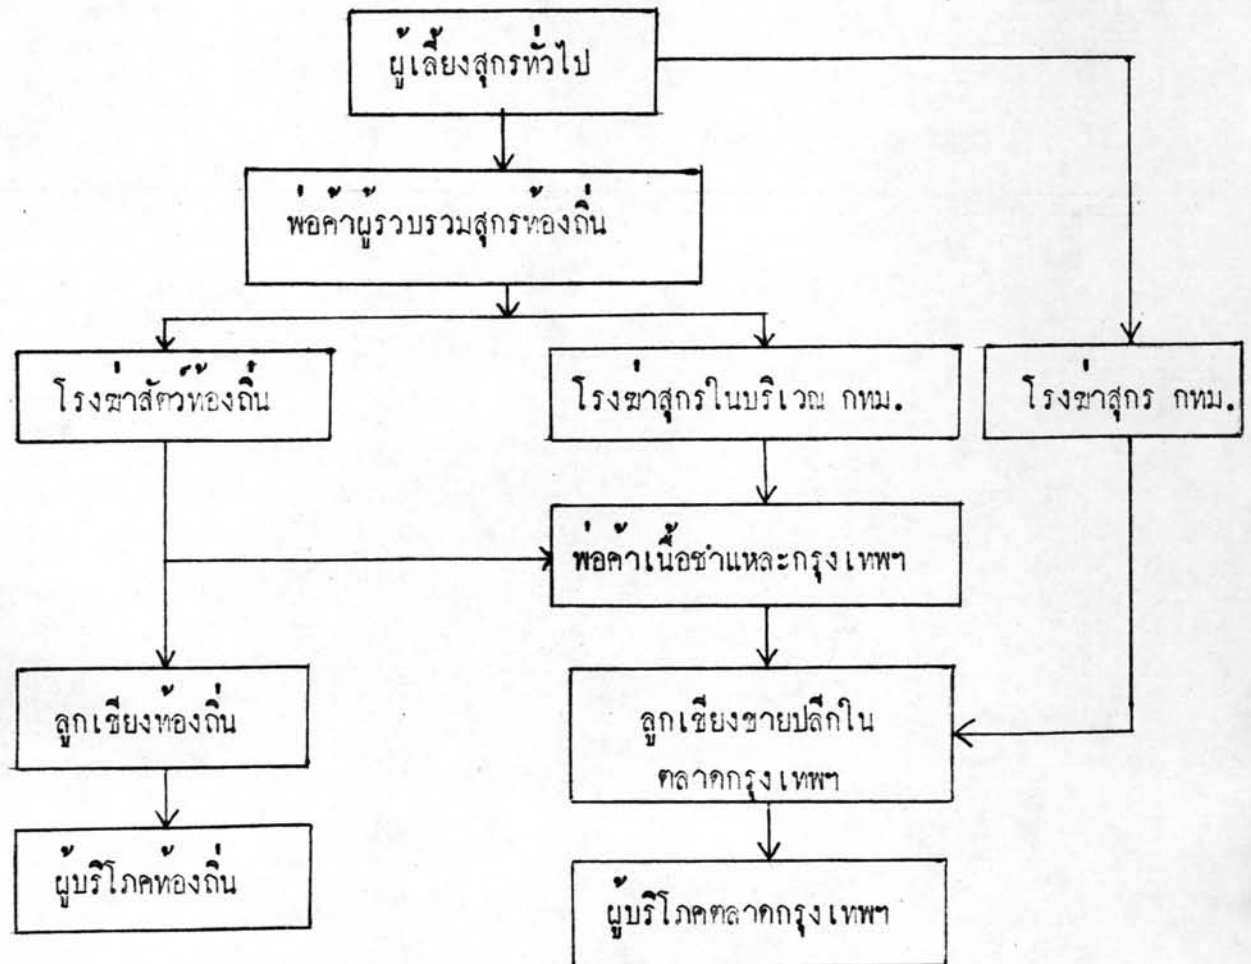 ผู้เลี้ยงสุกรทั่วไป
พ่อค้าผู้รวบรวมสุกรท้องถิ่น
โรงฆ่าสัตว์ท้องถิ่น
โรงฆ่าสุกรในบริเวณ กทม.
โรงฆ่าสุกร กทม.
พ่อค้าเนื้อชำแหละกรุงเทพฯ
ลูกเขียงท้องถิ่น
ลูกเขียงขายปลีกใน
ตลาดกรุงเทพฯ
ผู้บริโภคท้องถิ่น
ผู้บริโภคตลาดกรุงเทพฯ